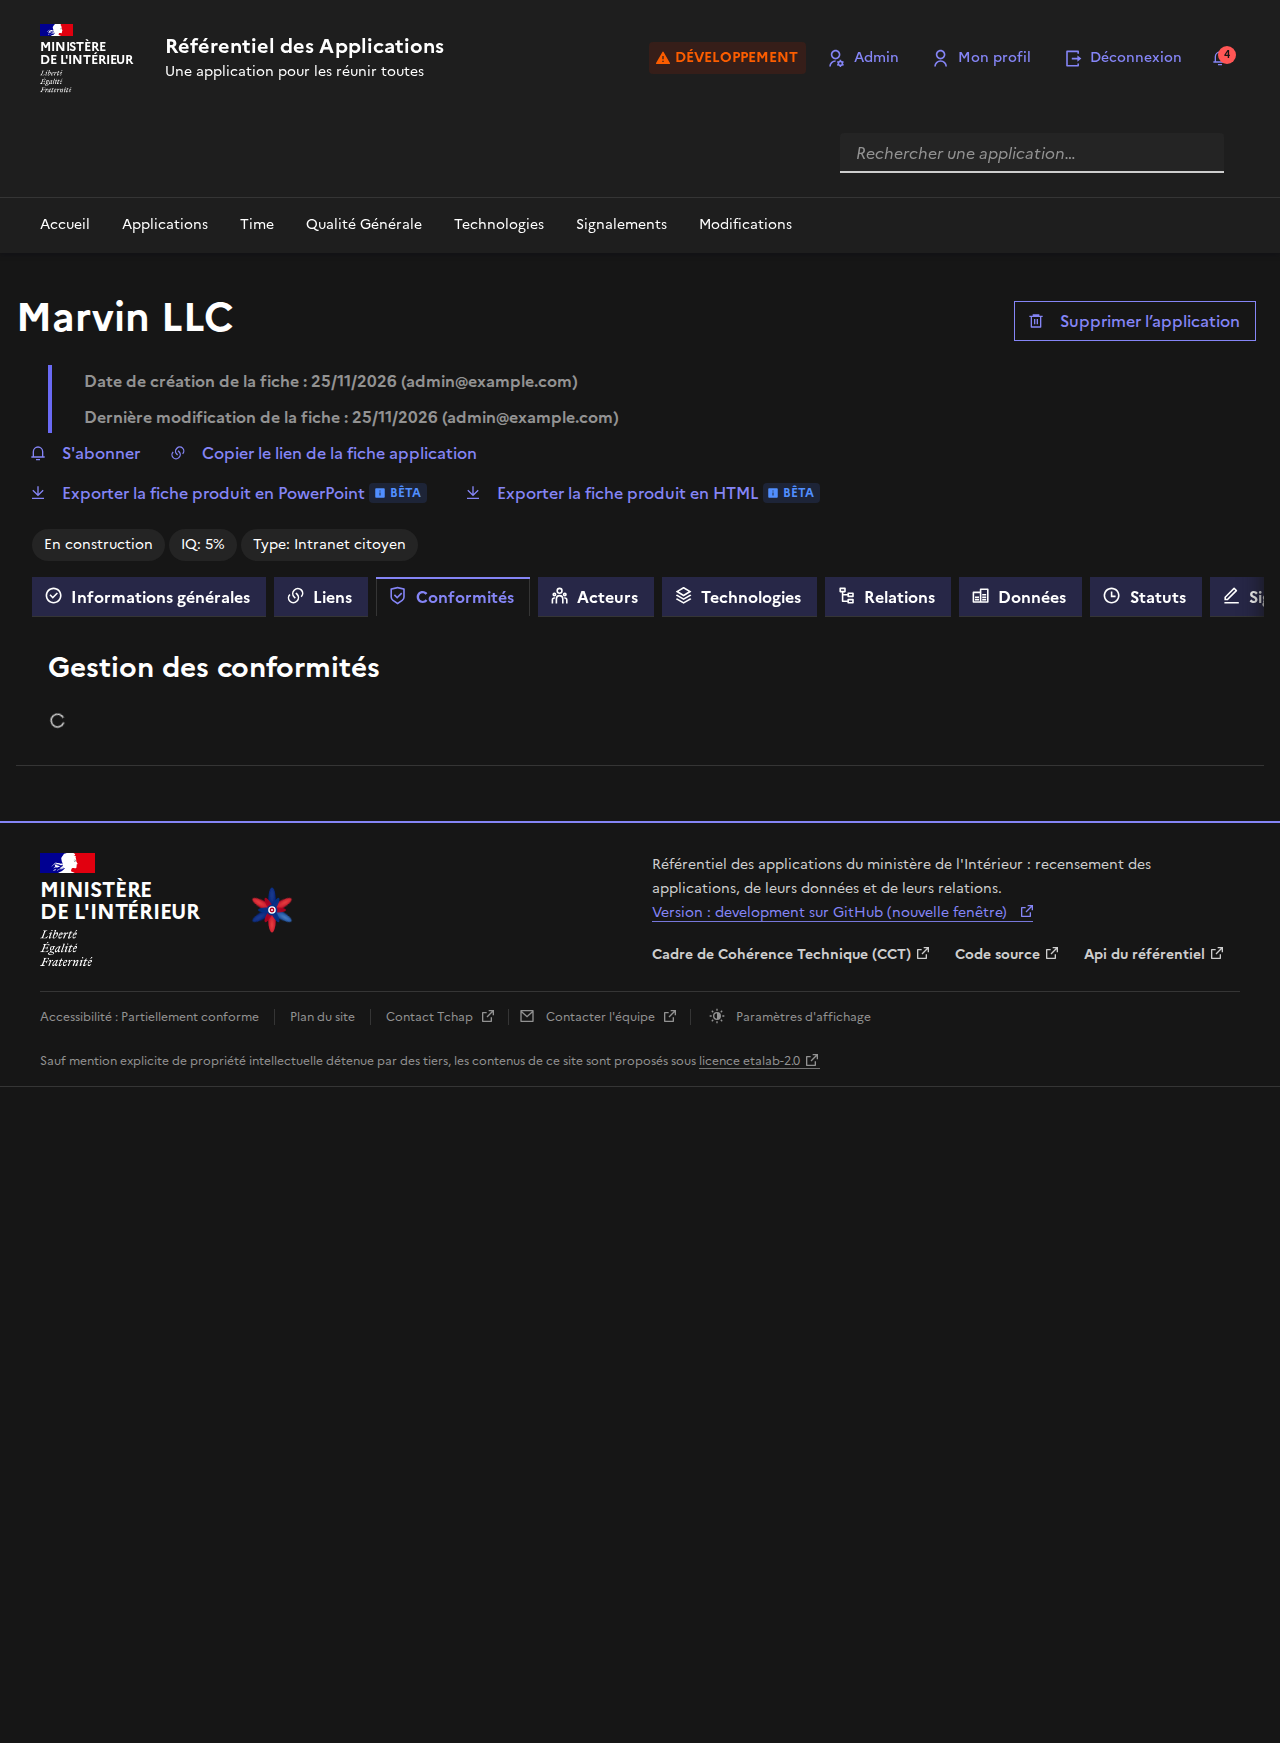 MINISTÈRE
DE L'INTÉRIEUR
Liberté
Égalité
Fraternité
Référentiel des Applications
Une application pour les réunir toutes
DÉVELOPPEMENT
Admin
Mon profil
Déconnexion
4
Rechercher une application…
Accueil
Applications
Time
Qualité Générale
Technologies
Signalements
Modifications
Marvin LLC
Supprimer l’application
Date de création de la fiche : 25/11/2026 (admin@example.com)
Dernière modification de la fiche : 25/11/2026 (admin@example.com)
S'abonner
Copier le lien de la fiche application
Exporter la fiche produit en PowerPoint BÊTA
Exporter la fiche produit en HTML BÊTA
En construction
IQ: 5%
Type: Intranet citoyen
Informations générales
Liens
Conformités
Acteurs
Technologies
Relations
Données
Statuts
Gestion des conformités
MINISTÈRE
DE L'INTÉRIEUR
Liberté
Égalité
Fraternité
Référentiel des applications du ministère de l'Intérieur : recensement des
applications, de leurs données et de leurs relations.
Version : development sur GitHub (nouvelle fenêtre)
Cadre de Cohérence Technique (CCT)
Code source
Api du référentiel
Accessibilité : Partiellement conforme
Plan du site
Contact Tchap
Contacter l'équipe
Paramètres d'affichage
Sauf mention explicite de propriété intellectuelle détenue par des tiers, les contenus de ce site sont proposés sous licence etalab-2.0